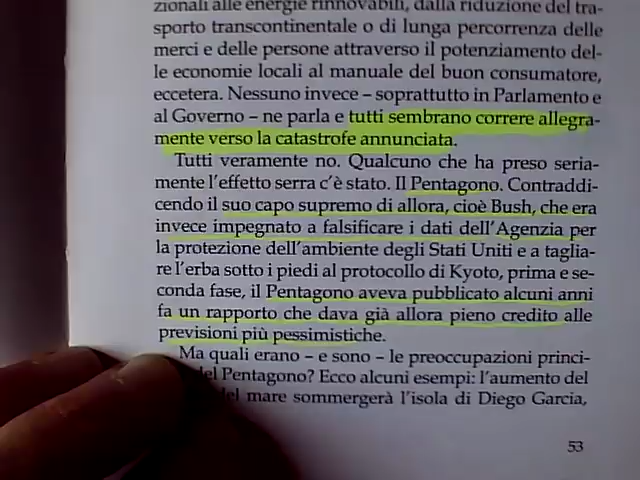 zionali alle energie rinnovabili, dalla riduzione del tra-
sporto transcontinentale o di lunga percorrenza delle
merci e delle persone attraverso il potenziamento del-
le economie locali al manuale del buon consumatore,
eccetera. Nessuno invece – soprattutto in Parlamento e
al Governo – ne parla e tutti sembrano correre allegra-
mente verso la catastrofe annunciata.
Tutti veramente no. Qualcuno che ha preso seria-
mente l'effetto serra c'è stato. Il Pentagono. Contraddi-
cendo il suo capo supremo di allora, cioè Bush, che era
invece impegnato a falsificare i dati dell'Agenzia per
la protezione dell'ambiente degli Stati Uniti e a taglia-
re l'erba sotto i piedi al protocollo di Kyoto, prima e se-
conda fase, il Pentagono aveva pubblicato alcuni anni
fa un rapporto che dava già allora pieno credito alle
previsioni più pessimistiche.
Ma quali erano – e sono – le preoccupazioni princi-
del Pentagono? Ecco alcuni esempi: l'aumento del
del mare sommergerà l'isola di Diego Garcia,
53